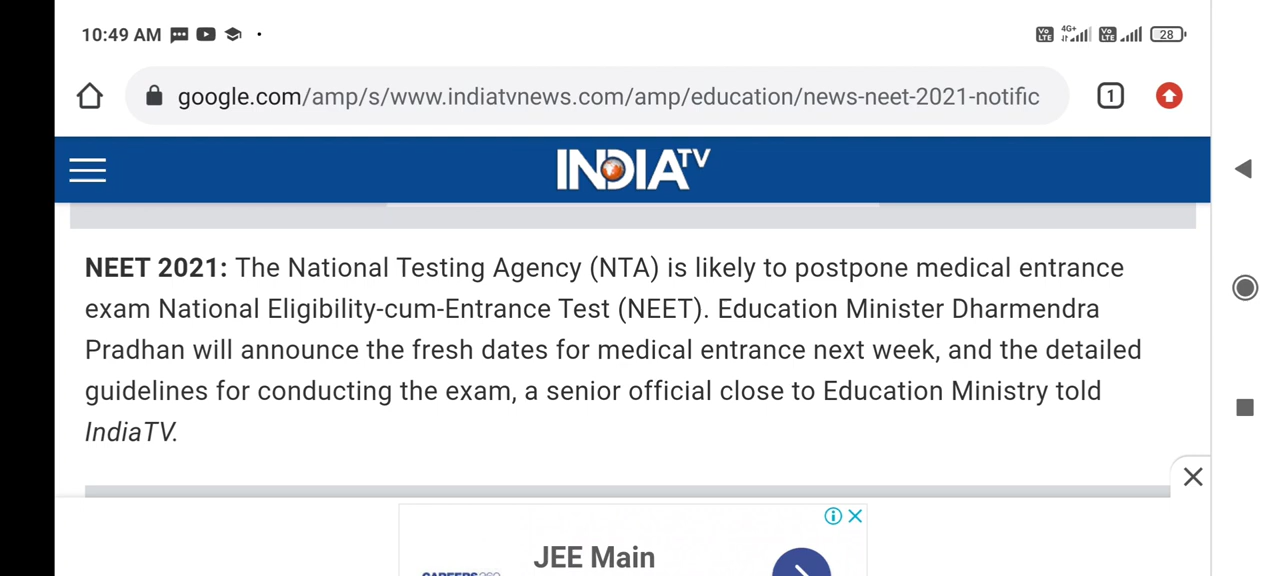 10:49 AM
28
google.com/amp/s/www.indiatvnews.com/amp/education/news-neet-2021-notific
1
INDIA TV
NEET 2021: The National Testing Agency (NTA) is likely to postpone medical entrance
exam National Eligibility-cum-Entrance Test (NEET). Education Minister Dharmendra
Pradhan will announce the fresh dates for medical entrance next week, and the detailed
guidelines for conducting the exam, a senior official close to Education Ministry told
IndiaTV.
JEE Main